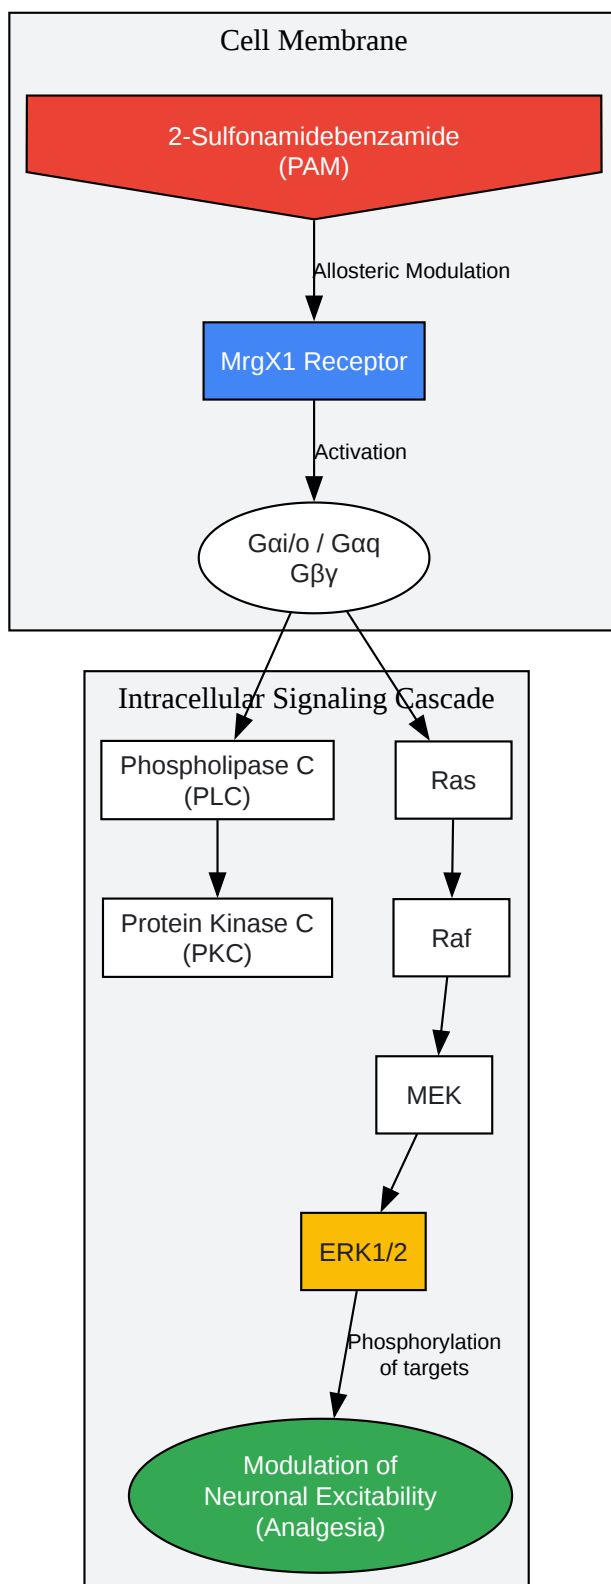 Cell Membrane
2-Sulfonamidebenzamide
(PAM)
Allosteric Modulation
MrgX1 Receptor
Activation
Gαi/o / Gαq
Gβγ
Intracellular Signaling Cascade
Phospholipase C
(PLC)
Ras
Protein Kinase C
(PKC)
Raf
MEK
ERK1/2
Phosphorylation
of targets
Modulation of
Neuronal Excitability
(Analgesia)